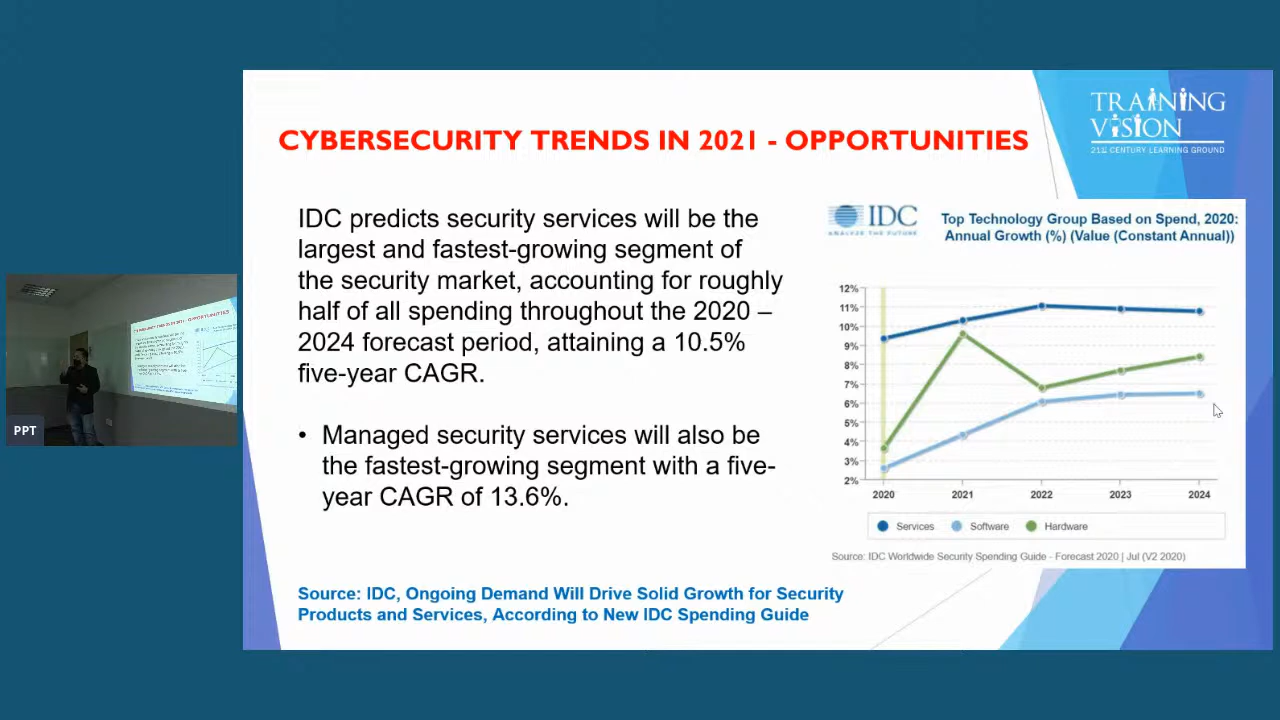 TRAINING
VISION
21ST CENTURY LEARNING GROUND
CYBERSECURITY TRENDS IN 2021 - OPPORTUNITIES
IDC predicts security services will be the
largest and fastest-growing segment of
the security market, accounting for roughly
half of all spending throughout the 2020 –
2024 forecast period, attaining a 10.5%
five-year CAGR.
• Managed security services will also be
the fastest-growing segment with a five-
year CAGR of 13.6%.
Source: IDC, Ongoing Demand Will Drive Solid Growth for Security
Products and Services, According to New IDC Spending Guide
IDC
ANALYZE THE FUTURE
Top Technology Group Based on Spend, 2020:
Annual Growth (%) (Value (Constant Annual))
12%
11%
10%
9%
8%
7%
6%
5%
4%
3%
2%
2020 2021 2022 2023 2024
Services Software Hardware
Source: IDC Worldwide Security Spending Guide - Forecast 2020 | Jul (V2 2020)
PPT
CYBERSECURITY TRENDS IN 2021 - OPPORTUNITIES